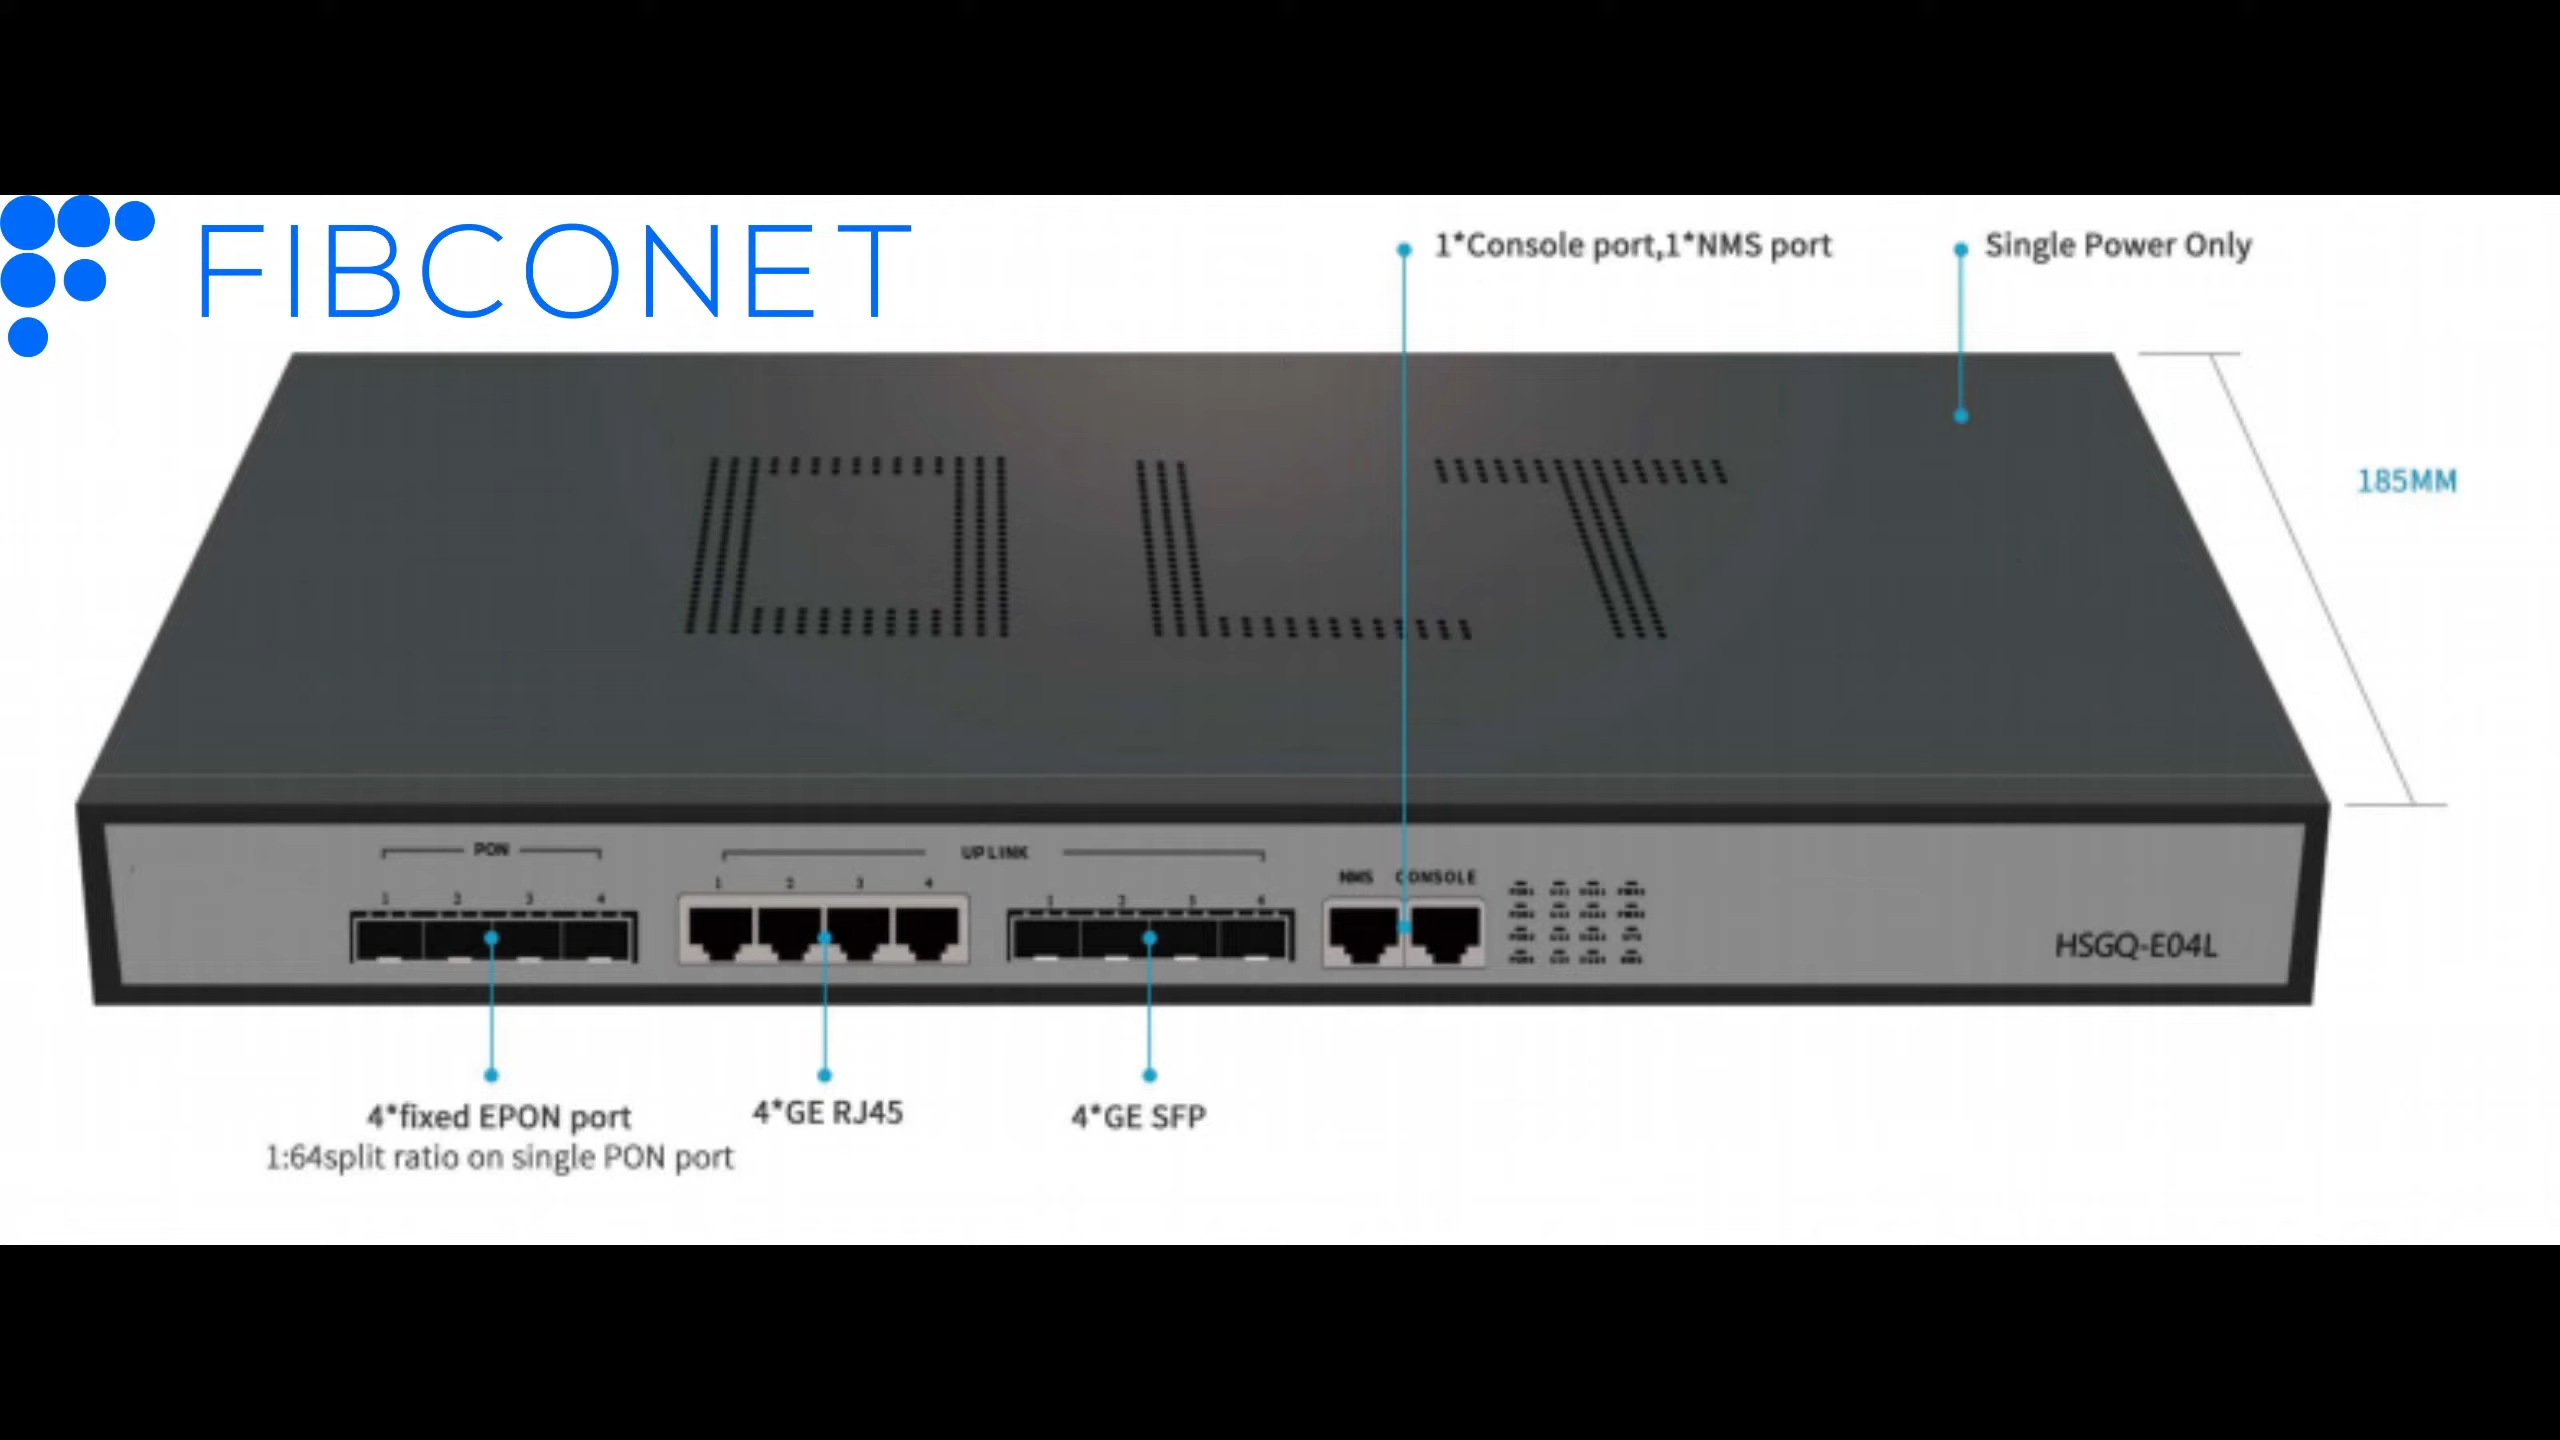 FIBCONET
1*Console port,1*NMS port
Single Power Only
OLT
185MM
PON
UPLINK
1 2 3 4
1 2 3 4
1 2 3 4
NMS CONSOLE
HSGQ-E04L
4*fixed EPON port
1:64split ratio on single PON port
4*GE RJ45
4*GE SFP